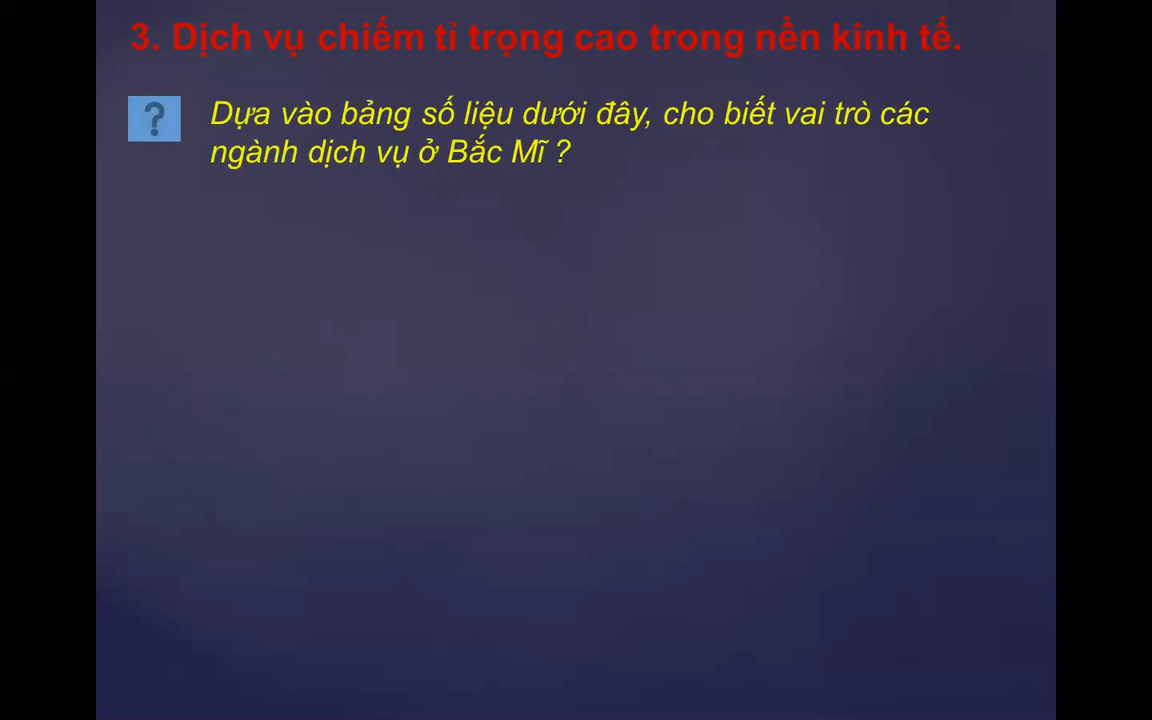 3. Dịch vụ chiếm tỉ trọng cao trong nền kinh tế.
?
Dựa vào bảng số liệu dưới đây, cho biết vai trò các
ngành dịch vụ ở Bắc Mĩ ?